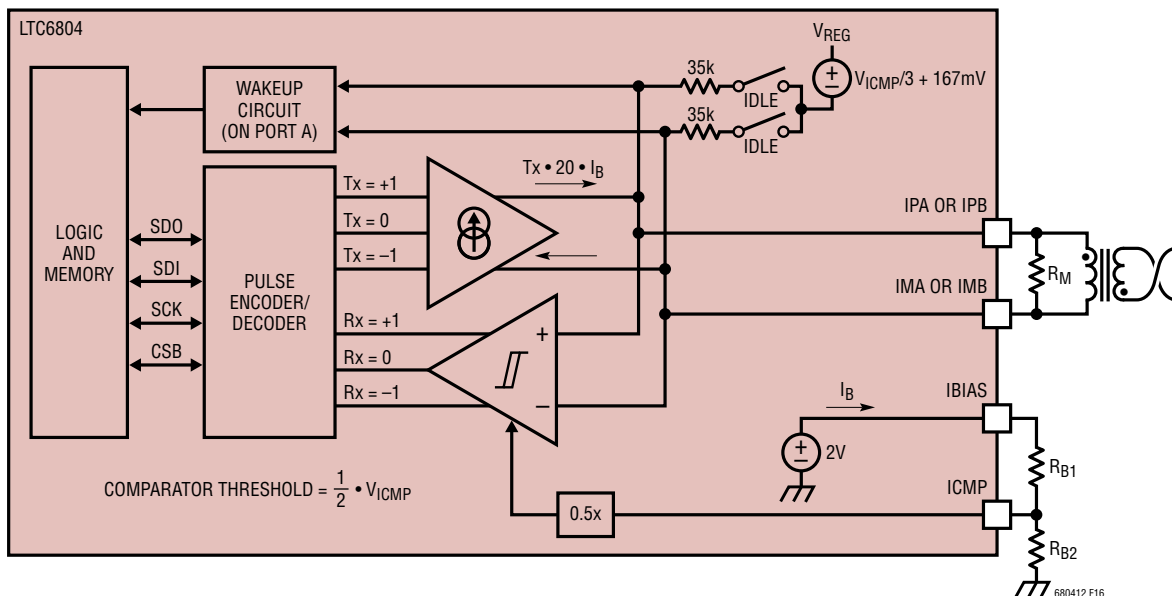 LTC6804
V_REG
35k
IDLE
V_ICMP/3 + 167mV
35k
IDLE
WAKEUP
CIRCUIT
(ON PORT A)
LOGIC
AND
MEMORY
SDO
SDI
SCK
CSB
PULSE
ENCODER/
DECODER
Tx = +1
Tx = 0
Tx = –1
Tx • 20 • I_B
Rx = +1
Rx = 0
Rx = –1
+
–
IPA OR IPB
IMA OR IMB
R_M
IBIAS
I_B
+
–
2V
ICMP
R_B1
R_B2
0.5x
COMPARATOR THRESHOLD = 1/2 • V_ICMP
680412 F16